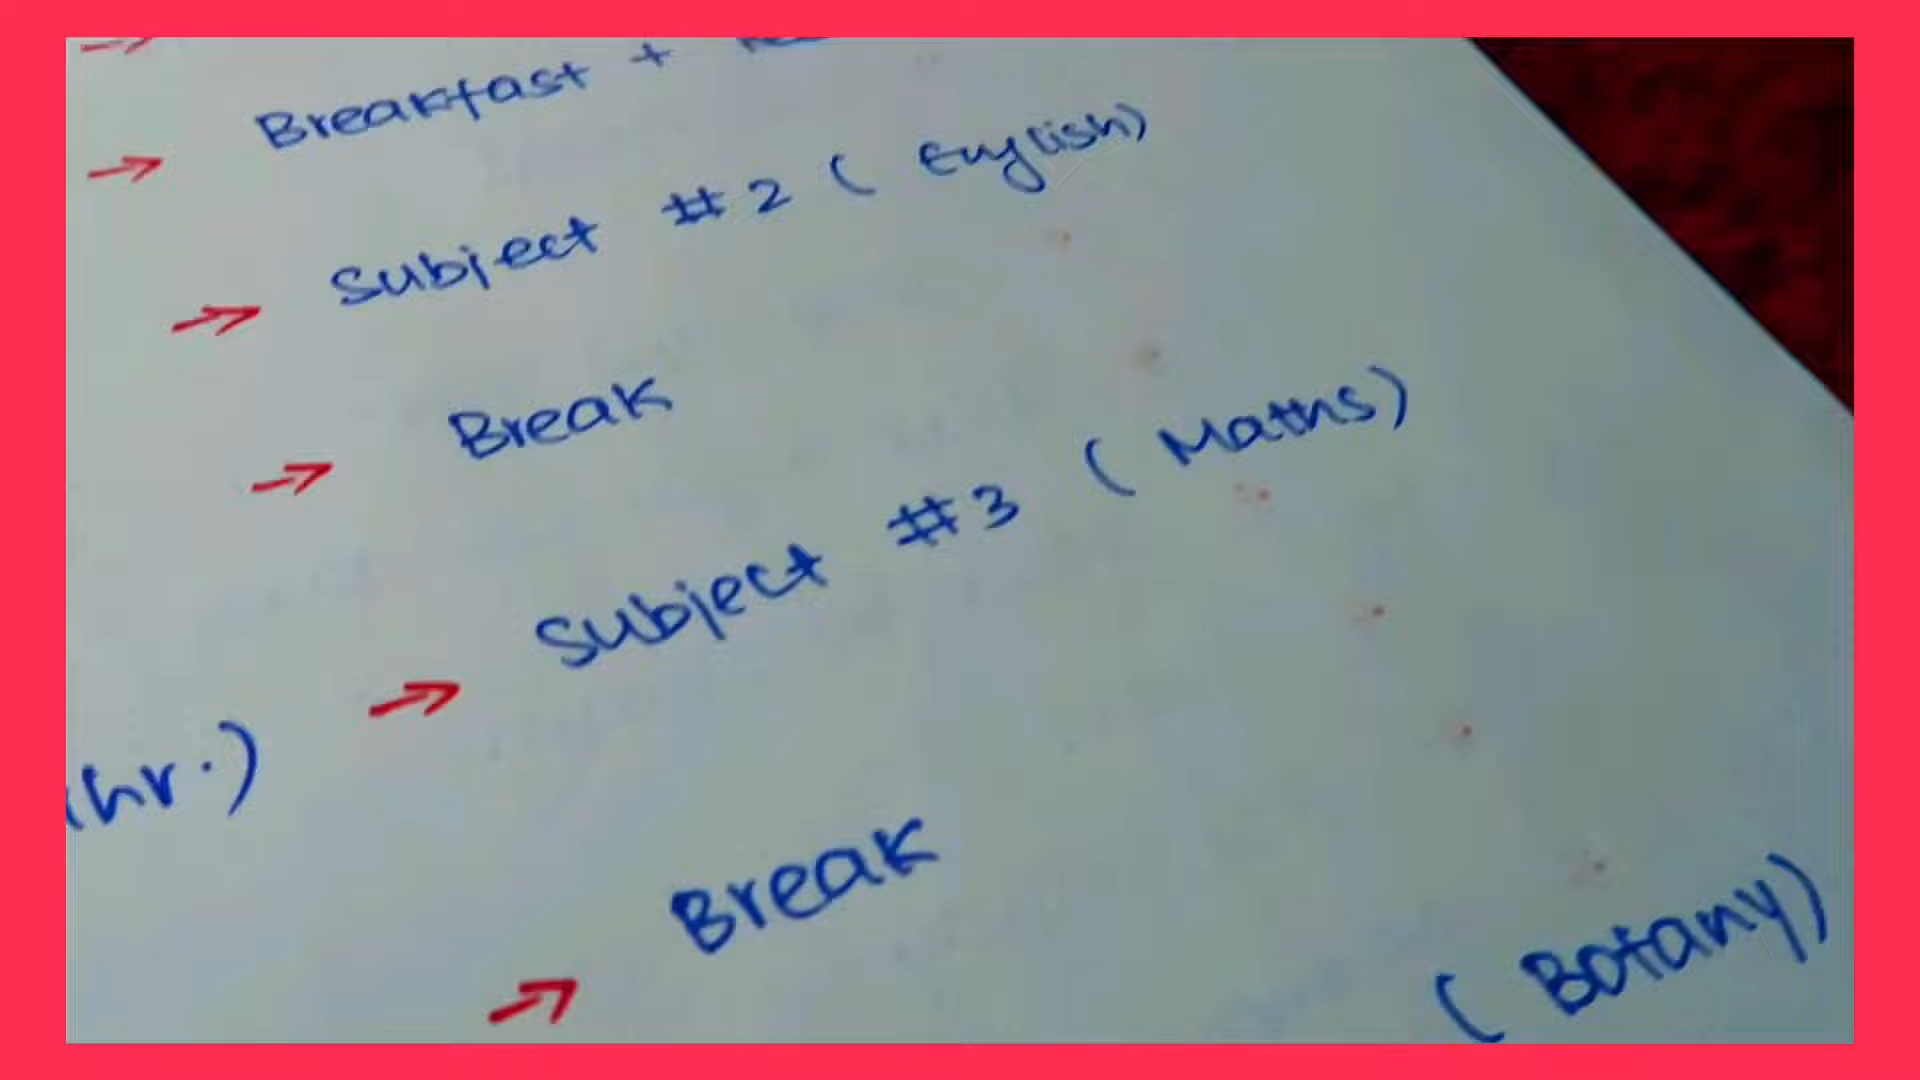 → Breakfast +
→ Subject #2 ( English)
→ Break
→ Subject #3 ( Maths)
hr.) → Break
→ ( Botany)